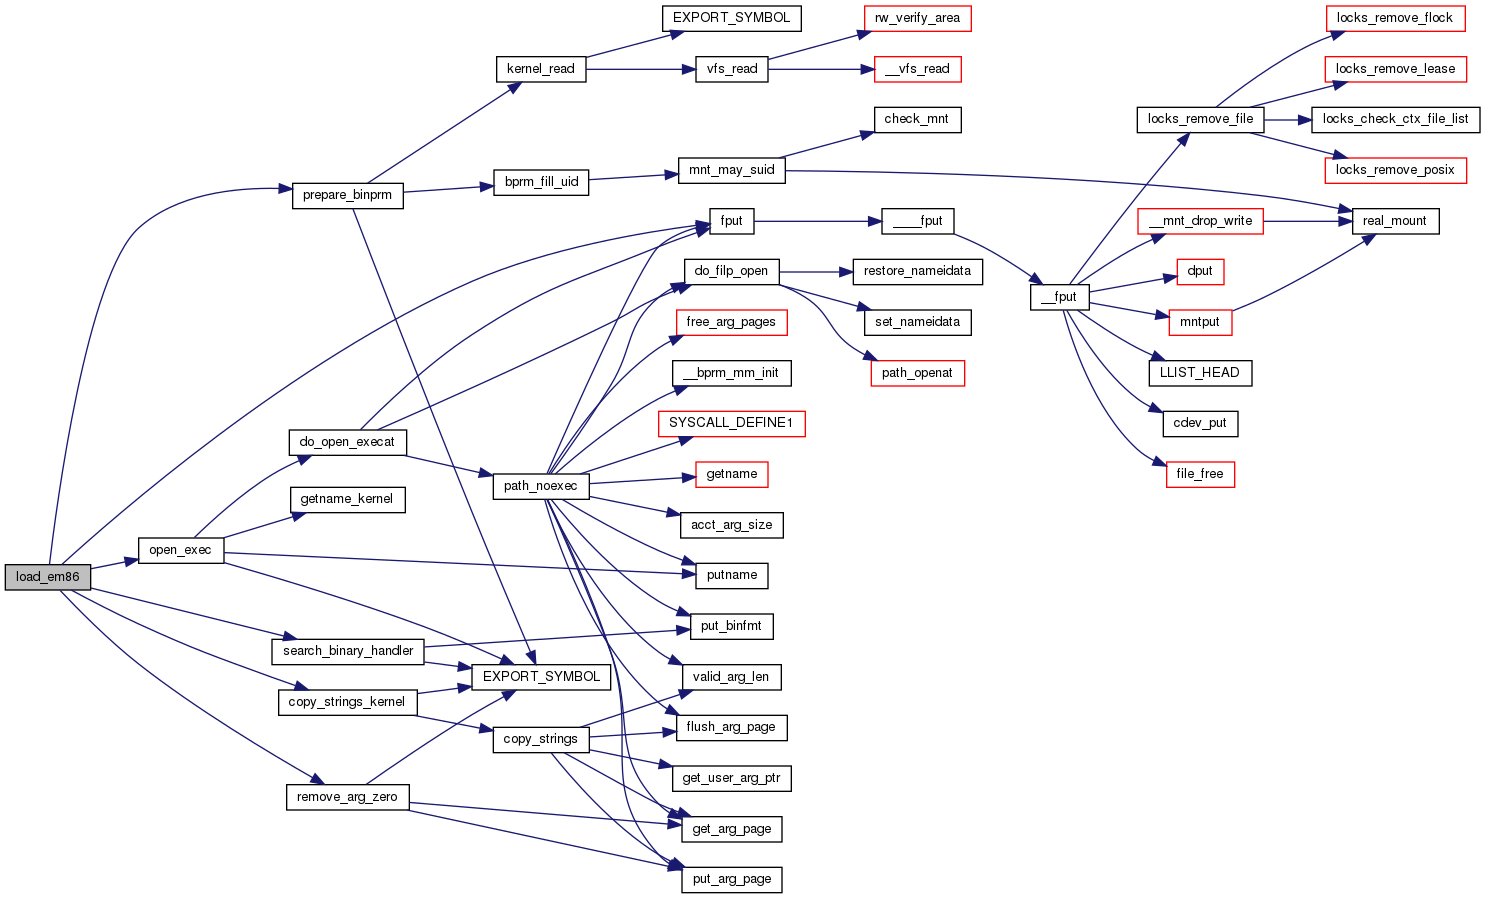 EXPORT_SYMBOL
rw_verify_area
locks_remove_flock
kernel_read
vfs_read
__vfs_read
locks_remove_lease
check_mnt
locks_remove_file
locks_check_ctx_file_list
prepare_binprm
bprm_fill_uid
mnt_may_suid
locks_remove_posix
fput
____fput
__mnt_drop_write
real_mount
do_filp_open
restore_nameidata
dput
__fput
free_arg_pages
set_nameidata
mntput
__bprm_mm_init
path_openat
LLIST_HEAD
SYSCALL_DEFINE1
cdev_put
do_open_execat
path_noexec
getname
file_free
getname_kernel
acct_arg_size
open_exec
load_em86
putname
put_binfmt
search_binary_handler
EXPORT_SYMBOL
valid_arg_len
copy_strings_kernel
copy_strings
flush_arg_page
get_user_arg_ptr
remove_arg_zero
get_arg_page
put_arg_page